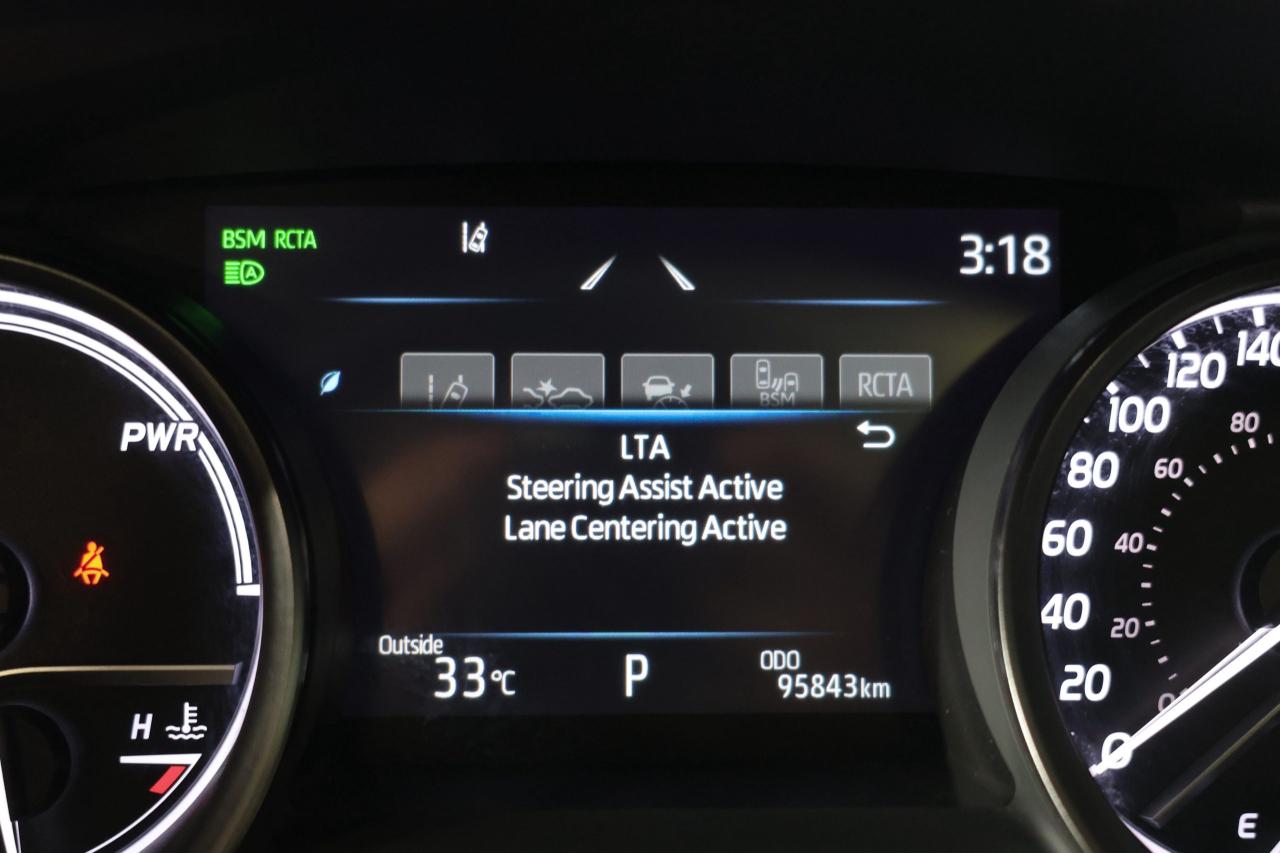 BSM RCTA
A
3:18
BSM
RCTA
LTA
Steering Assist Active
Lane Centering Active
Outside
33°C
P
ODO
95843km
PWR
H
140
120
100
80
60
40
20
0
80
60
40
20
0
E